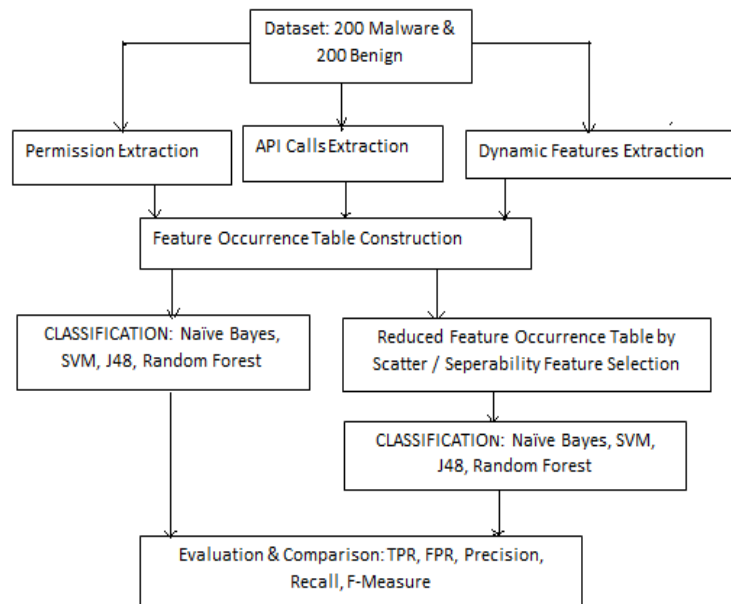 Dataset: 200 Malware &
200 Benign
Permission Extraction
API Calls Extraction
Dynamic Features Extraction
Feature Occurrence Table Construction
CLASSIFICATION: Naïve Bayes,
SVM, J48, Random Forest
Reduced Feature Occurrence Table by
Scatter / Seperability Feature Selection
CLASSIFICATION: Naïve Bayes, SVM,
J48, Random Forest
Evaluation & Comparison: TPR, FPR, Precision,
Recall, F-Measure